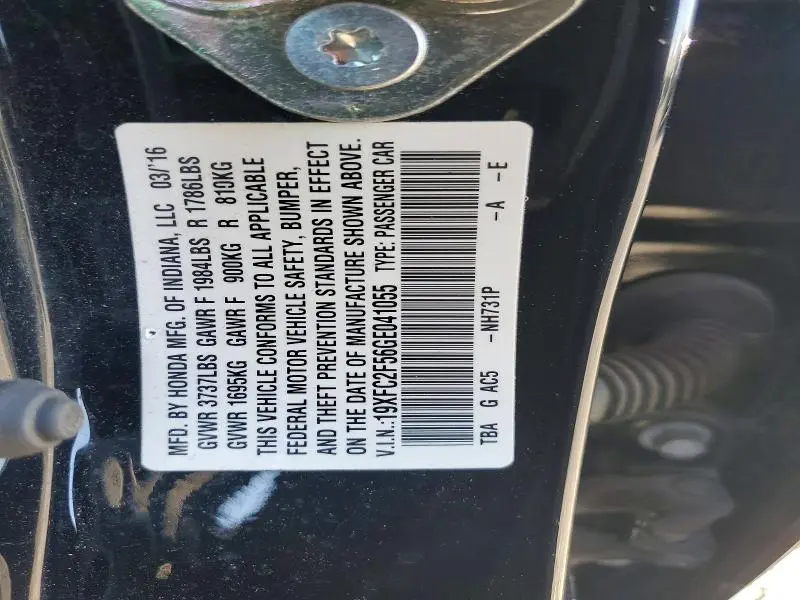 MFD. BY HONDA MFG. OF INDIANA, LLC 03/'16
GVWR 3737LBS GAWR F 1984LBS R 1786LBS
GVWR 1695KG GAWR F 900KG R 810KG
THIS VEHICLE CONFORMS TO ALL APPLICABLE
FEDERAL MOTOR VEHICLE SAFETY, BUMPER,
AND THEFT PREVENTION STANDARDS IN EFFECT
ON THE DATE OF MANUFACTURE SHOWN ABOVE.
V.I.N.:19XFC2F56GE041055 TYPE: PASSENGER CAR
TBA G AC5 -NH731P -A -E